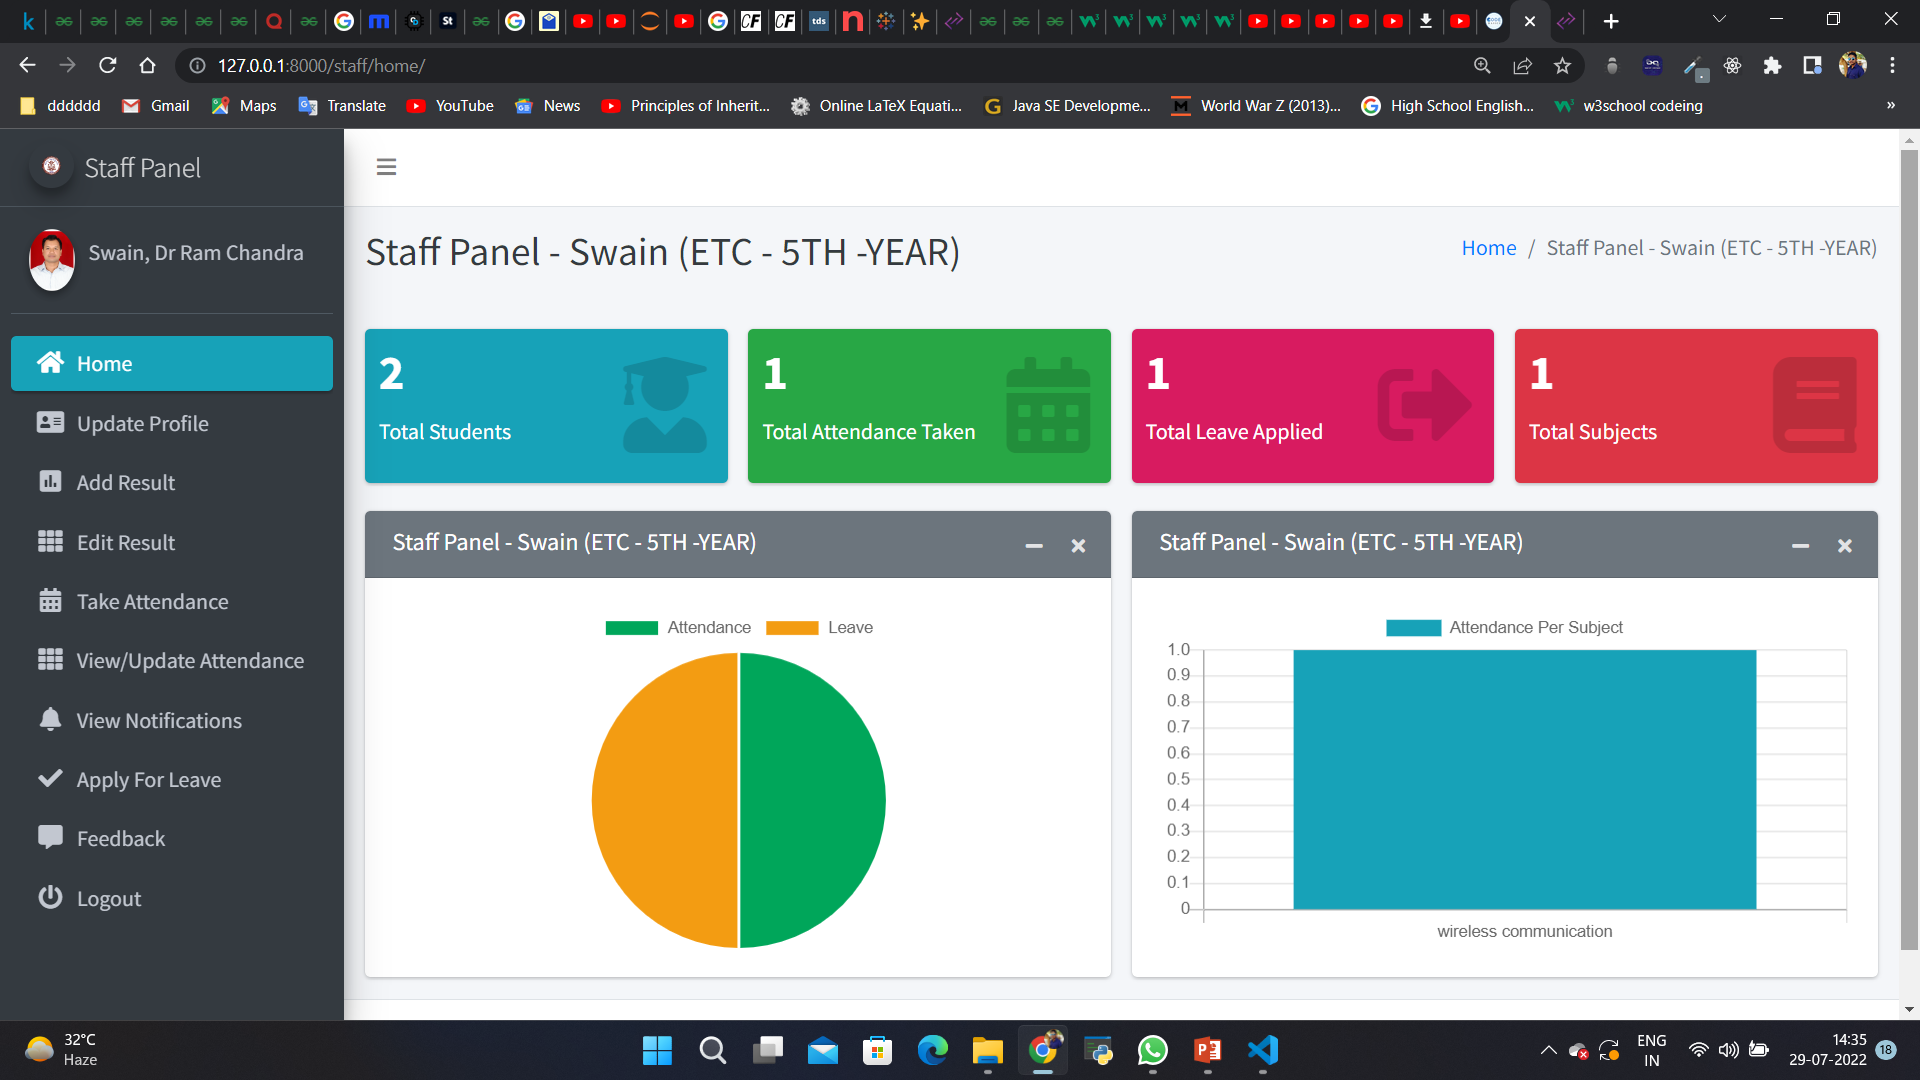 127.0.0.1:8000/staff/home/
dddddd
Gmail
Maps
Translate
YouTube
News
Principles of Inherit...
Online LaTeX Equati...
Java SE Developme...
World War Z (2013)...
High School English...
w3school codeing
»
Staff Panel
Swain, Dr Ram Chandra
Home
Update Profile
Add Result
Edit Result
Take Attendance
View/Update Attendance
View Notifications
Apply For Leave
Feedback
Logout
Staff Panel - Swain (ETC - 5TH -YEAR)
Home / Staff Panel - Swain (ETC - 5TH -YEAR)
2
Total Students
1
Total Attendance Taken
1
Total Leave Applied
1
Total Subjects
Staff Panel - Swain (ETC - 5TH -YEAR)
Attendance
Leave
Staff Panel - Swain (ETC - 5TH -YEAR)
Attendance Per Subject
1.0
0.9
0.8
0.7
0.6
0.5
0.4
0.3
0.2
0.1
0
wireless communication
32°C
Haze
ENG
IN
14:35
29-07-2022
18